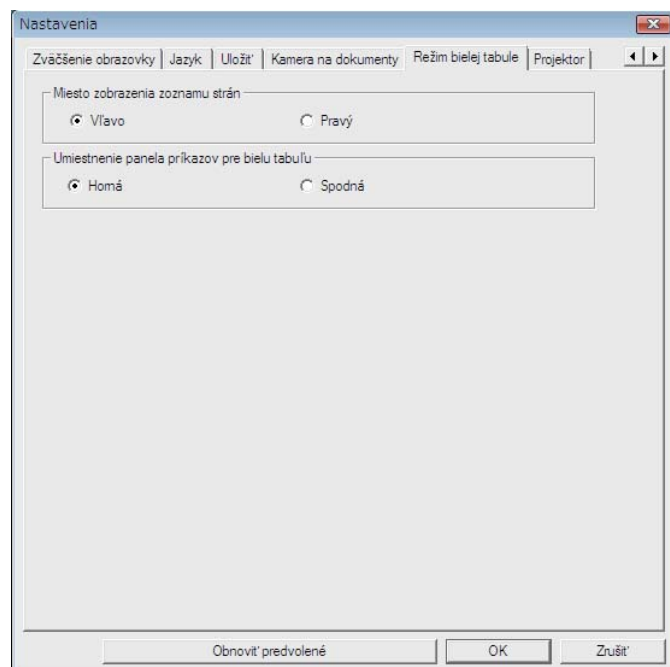 Nastavenia
Zväčšenie obrazovky Jazyk Uložiť Kamera na dokumenty Režim bielej tabule Projektor
Miesto zobrazenia zoznamu strán
Vľavo Pravý
Umiestnenie panela príkazov pre bielu tabuľu
Horná Spodná
Obnoviť predvolené OK Zrušiť